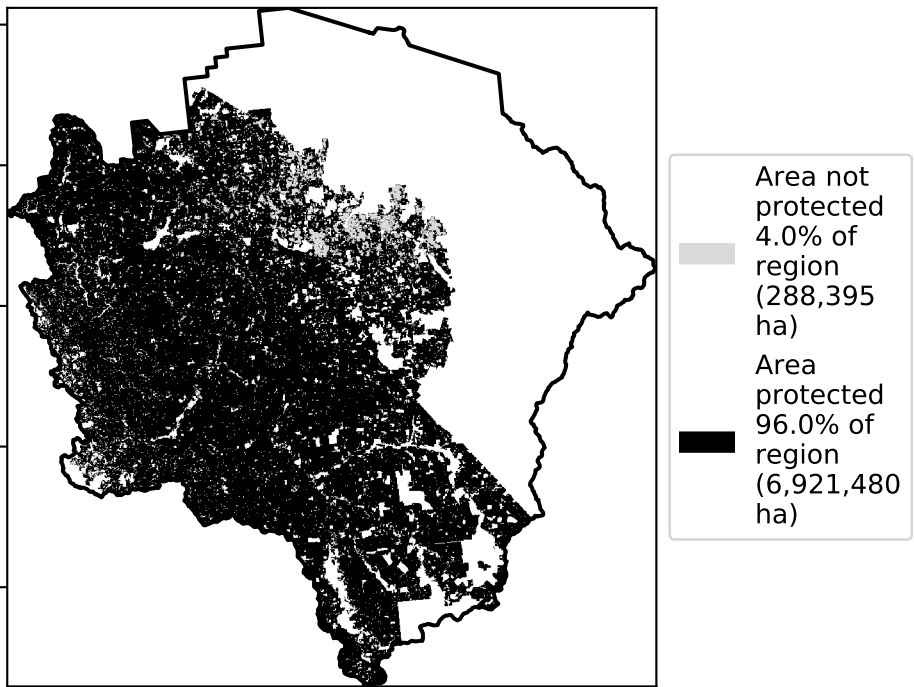 Area not
protected
4.0% of
region
(288,395
ha)
Area
protected
96.0% of
region
(6,921,480
ha)